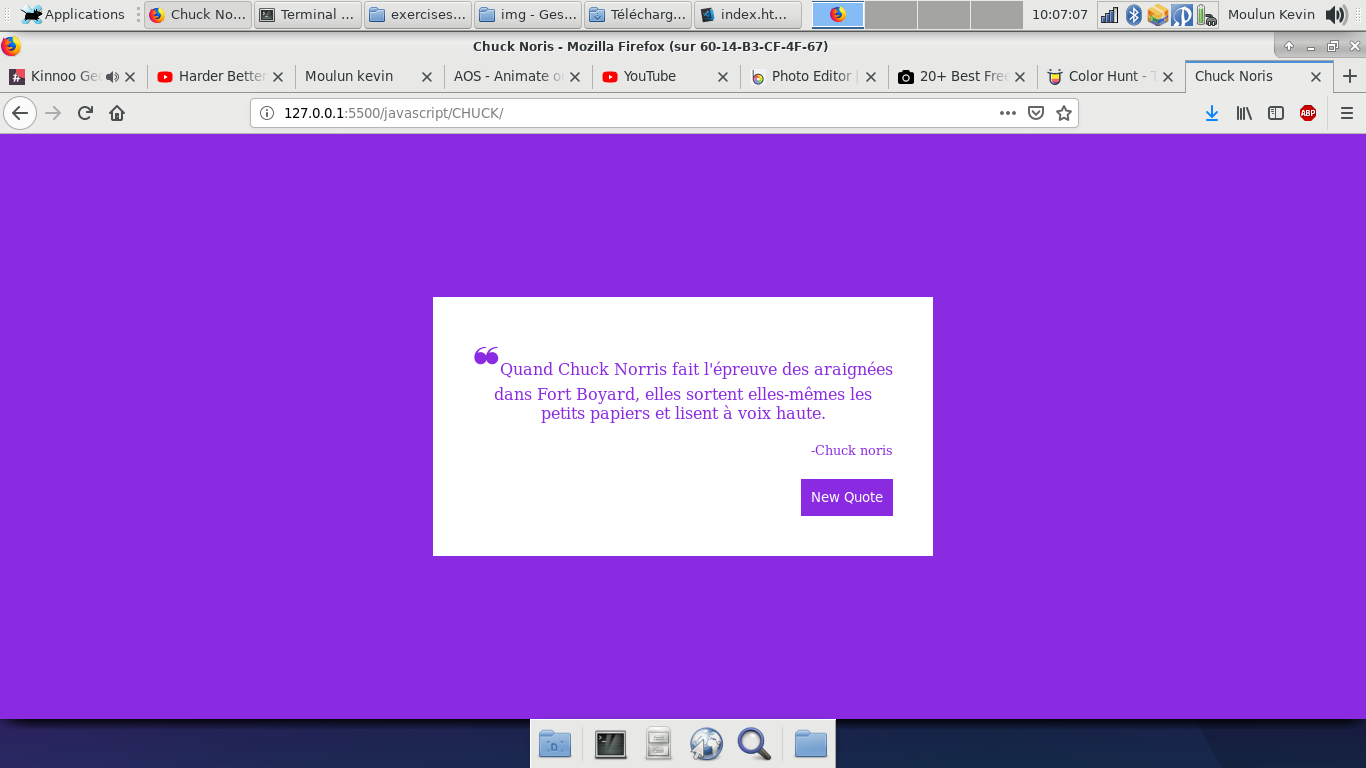 Applications
Chuck No...
Terminal ...
exercises...
img - Ges...
Télécharg...
index.ht...
10:07:07
Moulun Kevin
Chuck Noris - Mozilla Firefox (sur 60-14-B3-CF-4F-67)
Kinnoo Ge
Harder Better
Moulun kevin
AOS - Animate o
YouTube
Photo Editor
20+ Best Free
Color Hunt - T
Chuck Noris
127.0.0.1:5500/javascript/CHUCK/
ABP
❝Quand Chuck Norris fait l'épreuve des araignées
dans Fort Boyard, elles sortent elles-mêmes les
petits papiers et lisent à voix haute.
-Chuck noris
New Quote